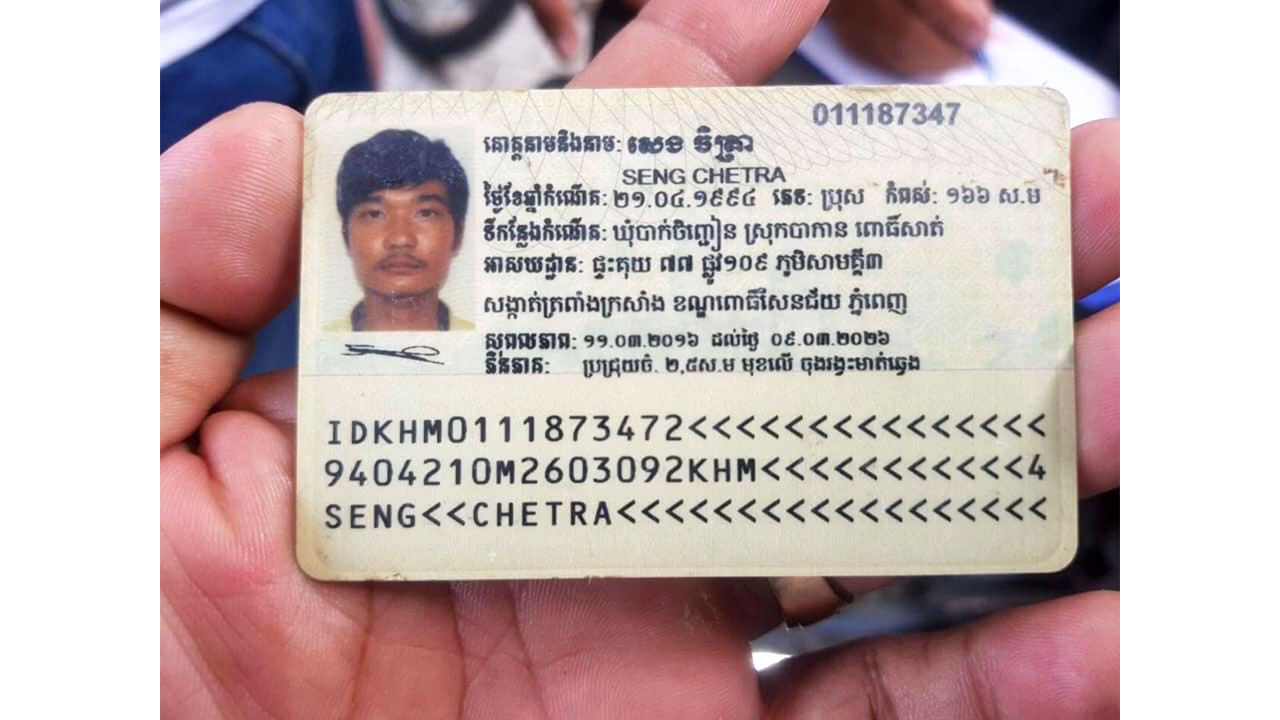 011187347
គោត្តនាមនិងនាម: សេង ចិត្រា
SENG CHETRA
ថ្ងៃខែឆ្នាំកំណើត: ២១.០៤.១៩៩៤ ភេទ: ប្រុស កំពស់: ១៦៦ ស.ម
ទីកន្លែងកំណើត: ឃុំបាក់ចិញ្ចៀន ស្រុកបាកាន ពោធិ៍សាត់
អាសយដ្ឋាន: ផ្ទះគុយ ៧៧ ផ្លូវ១០៩ ភូមិសាមគ្គី៣
សង្កាត់ត្រពាំងក្រសាំង ខណ្ឌពោធិ៍សែនជ័យ ភ្នំពេញ
សុពលភាព: ១១.០៣.២០១៦ ដល់ថ្ងៃ ០៩.០៣.២០២៦
ភិនភាគ: ប្រជ្រុយចំ. ២,៥ស.ម មុខលើ ចុងរង្វះមាត់ឆ្វេង
IDKHM0111873472<<<<<<<<<<<<<<<
9404210M2603092KHM<<<<<<<<<<<4
SENG<<CHETRA<<<<<<<<<<<<<<<<<<